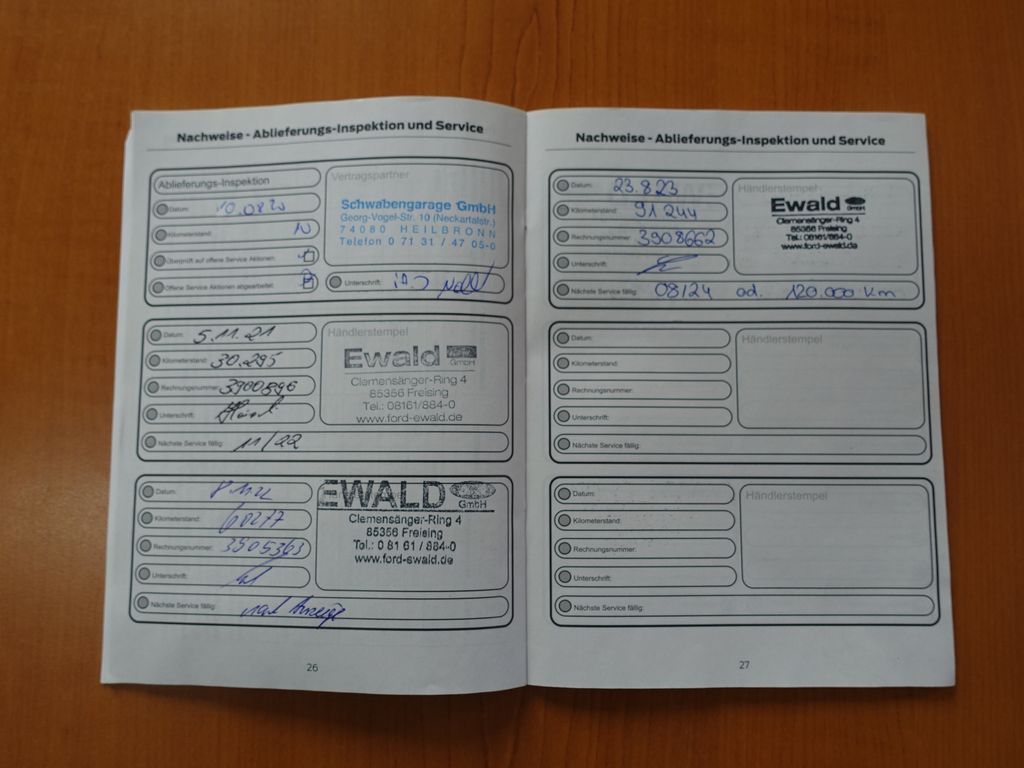 Nachweise - Ablieferungs-Inspektion und Service
Ablieferungs-Inspektion
Datum:
Kilometerstand: N
Überprüft auf offene Service Aktionen:
Offene Service Aktionen abgearbeitet:
Vertragspartner
Schwabengarage GmbH
Georg-Vogel-Str. 10 (Neckartalstr.)
74080 HEILBRONN
Telefon 0 71 31 / 47 05-0
Unterschrift:
Datum: 5.11.21
Kilometerstand: 30.295
Rechnungsnummer: 3900896
Unterschrift:
Nächste Service fällig: 11/22
Händlerstempel
Ewald GmbH
Clemensänger-Ring 4
85356 Freising
Tel.: 08161/884-0
www.ford-ewald.de
Datum:
Kilometerstand: 60277
Rechnungsnummer: 3905363
Unterschrift:
Nächste Service fällig: nach Anzeige
EWALD GmbH
Clemensänger-Ring 4
85356 Freising
Tel.: 0 81 61 / 884-0
www.ford-ewald.de
26
Nachweise - Ablieferungs-Inspektion und Service
Datum: 23.8.23
Kilometerstand: 91244
Rechnungsnummer: 3908662
Unterschrift:
Nächste Service fällig: 08/24 od. 120.000 Km
Händlerstempel
Ewald GmbH
Clemensänger-Ring 4
85356 Freising
Tel.: 08161/884-0
www.ford-ewald.de
Datum:
Kilometerstand:
Rechnungsnummer:
Unterschrift:
Nächste Service fällig:
Händlerstempel
Datum:
Kilometerstand:
Rechnungsnummer:
Unterschrift:
Nächste Service fällig:
Händlerstempel
27